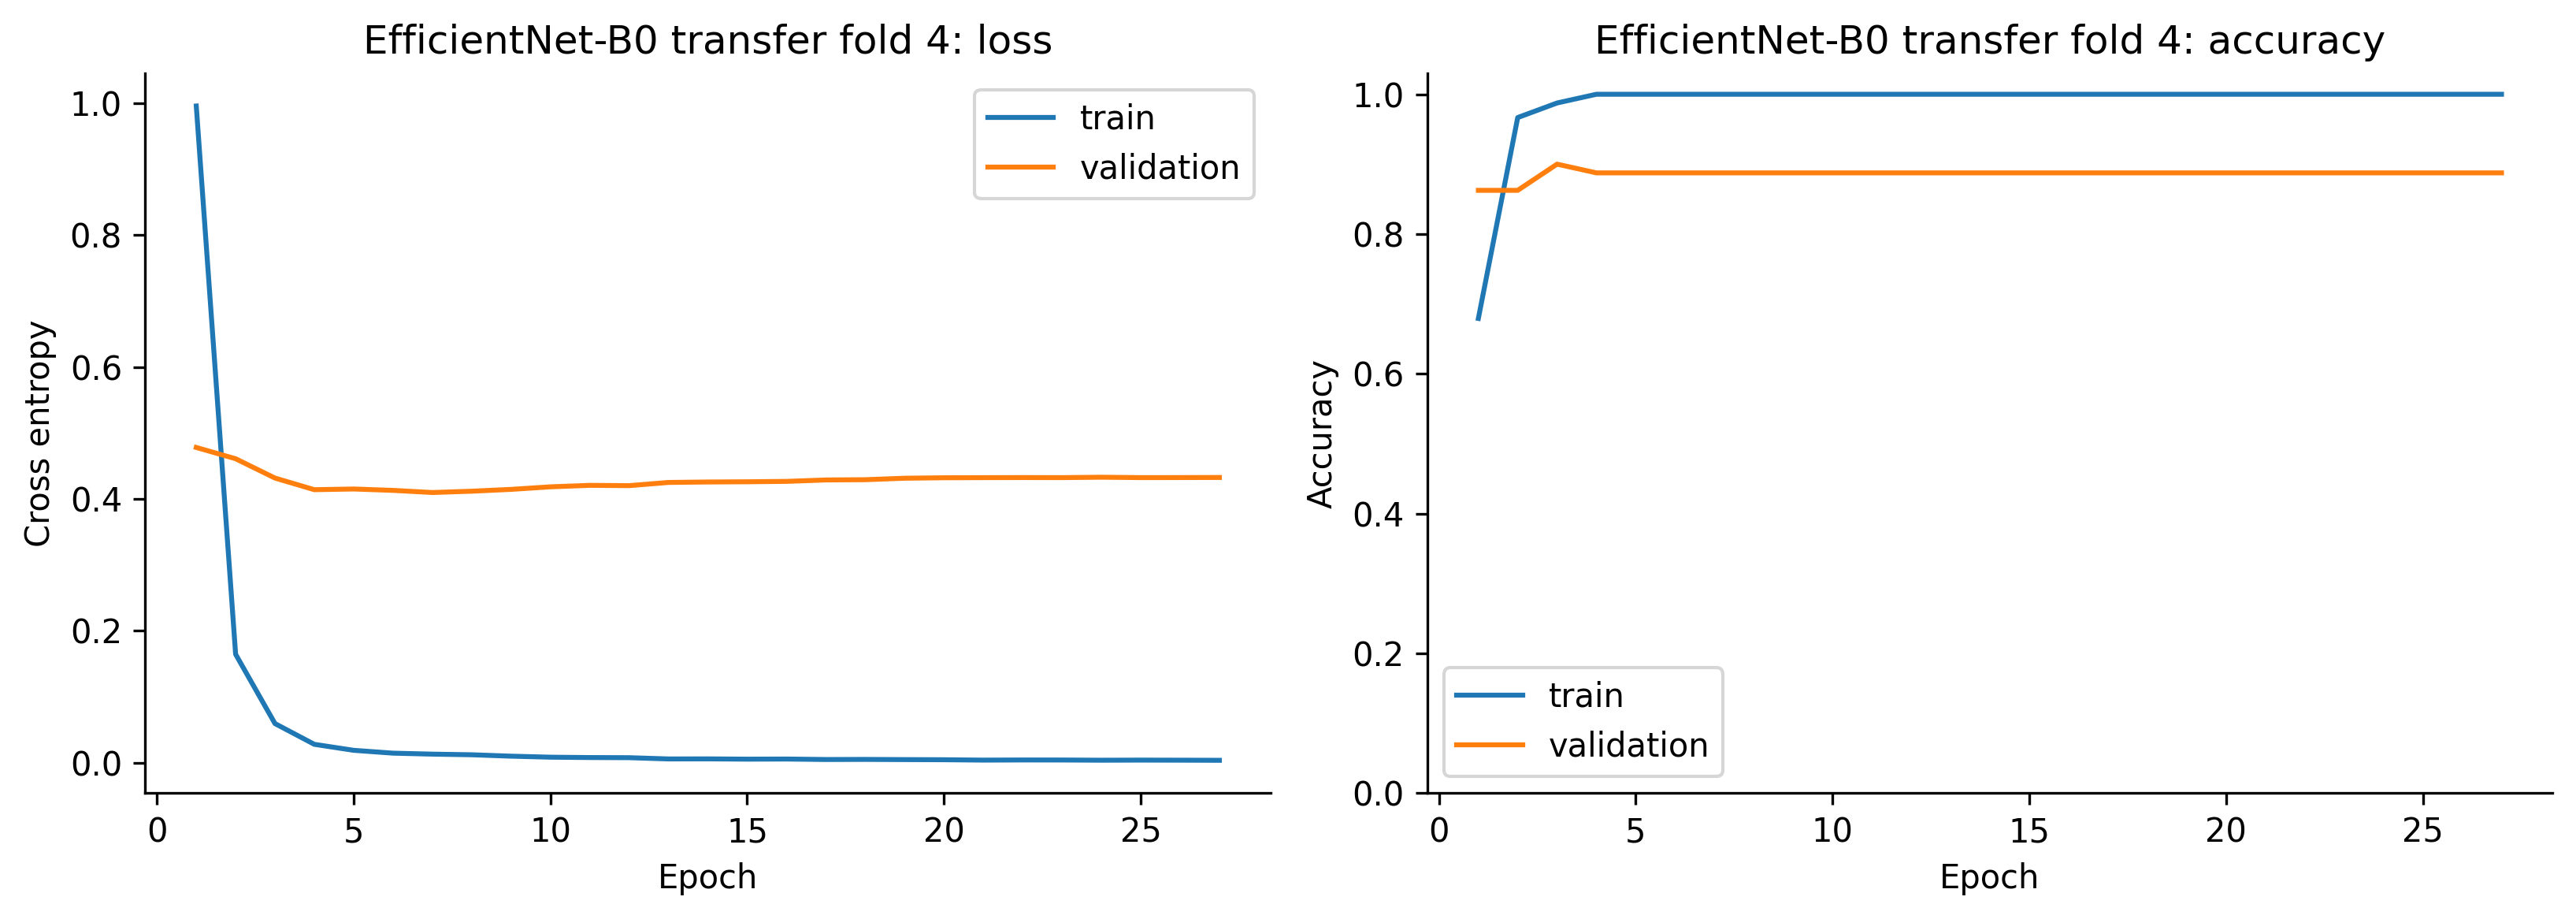 EfficientNet-B0 transfer fold 4: loss
1.0
0.8
0.6
0.4
0.2
0.0
Cross entropy
train
validation
0 5 10 15 20 25
Epoch
EfficientNet-B0 transfer fold 4: accuracy
1.0
0.8
0.6
0.4
0.2
0.0
Accuracy
train
validation
0 5 10 15 20 25
Epoch